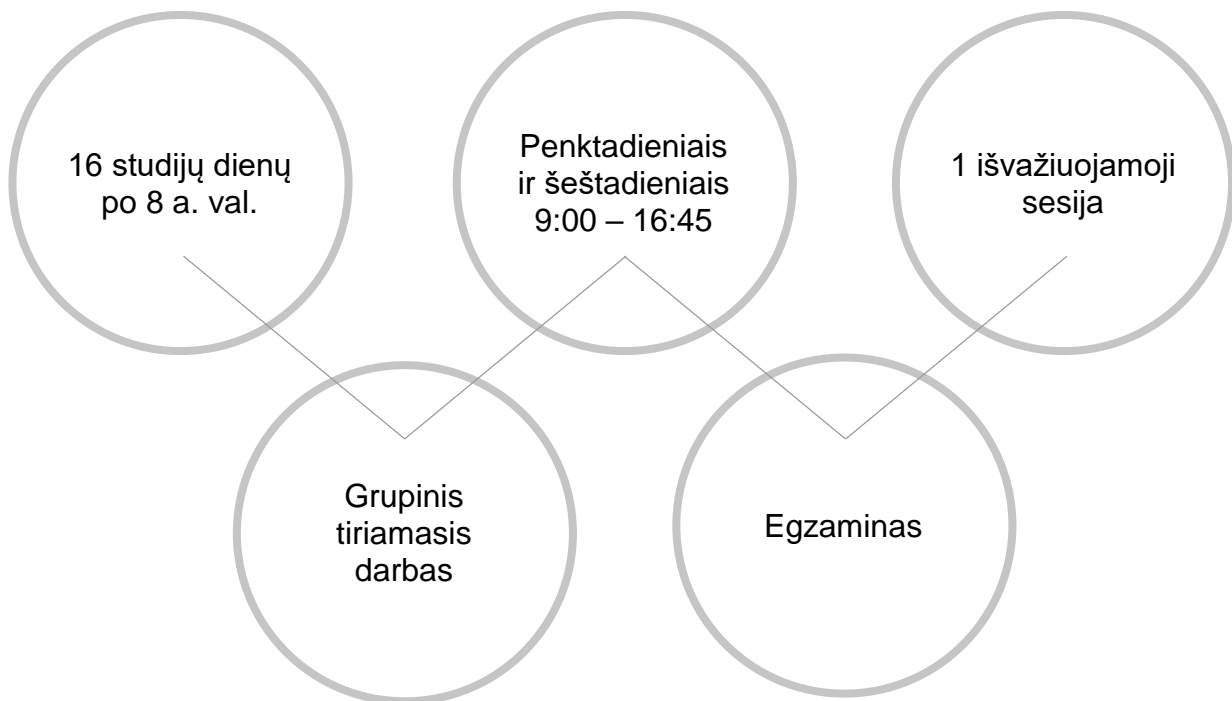 16 studijų dienų
po 8 a. val.
Penktadieniais
ir šeštadieniais
9:00 – 16:45
1 išvažiuojamoji
sesija
Grupinis
tiriamasis
darbas
Egzaminas